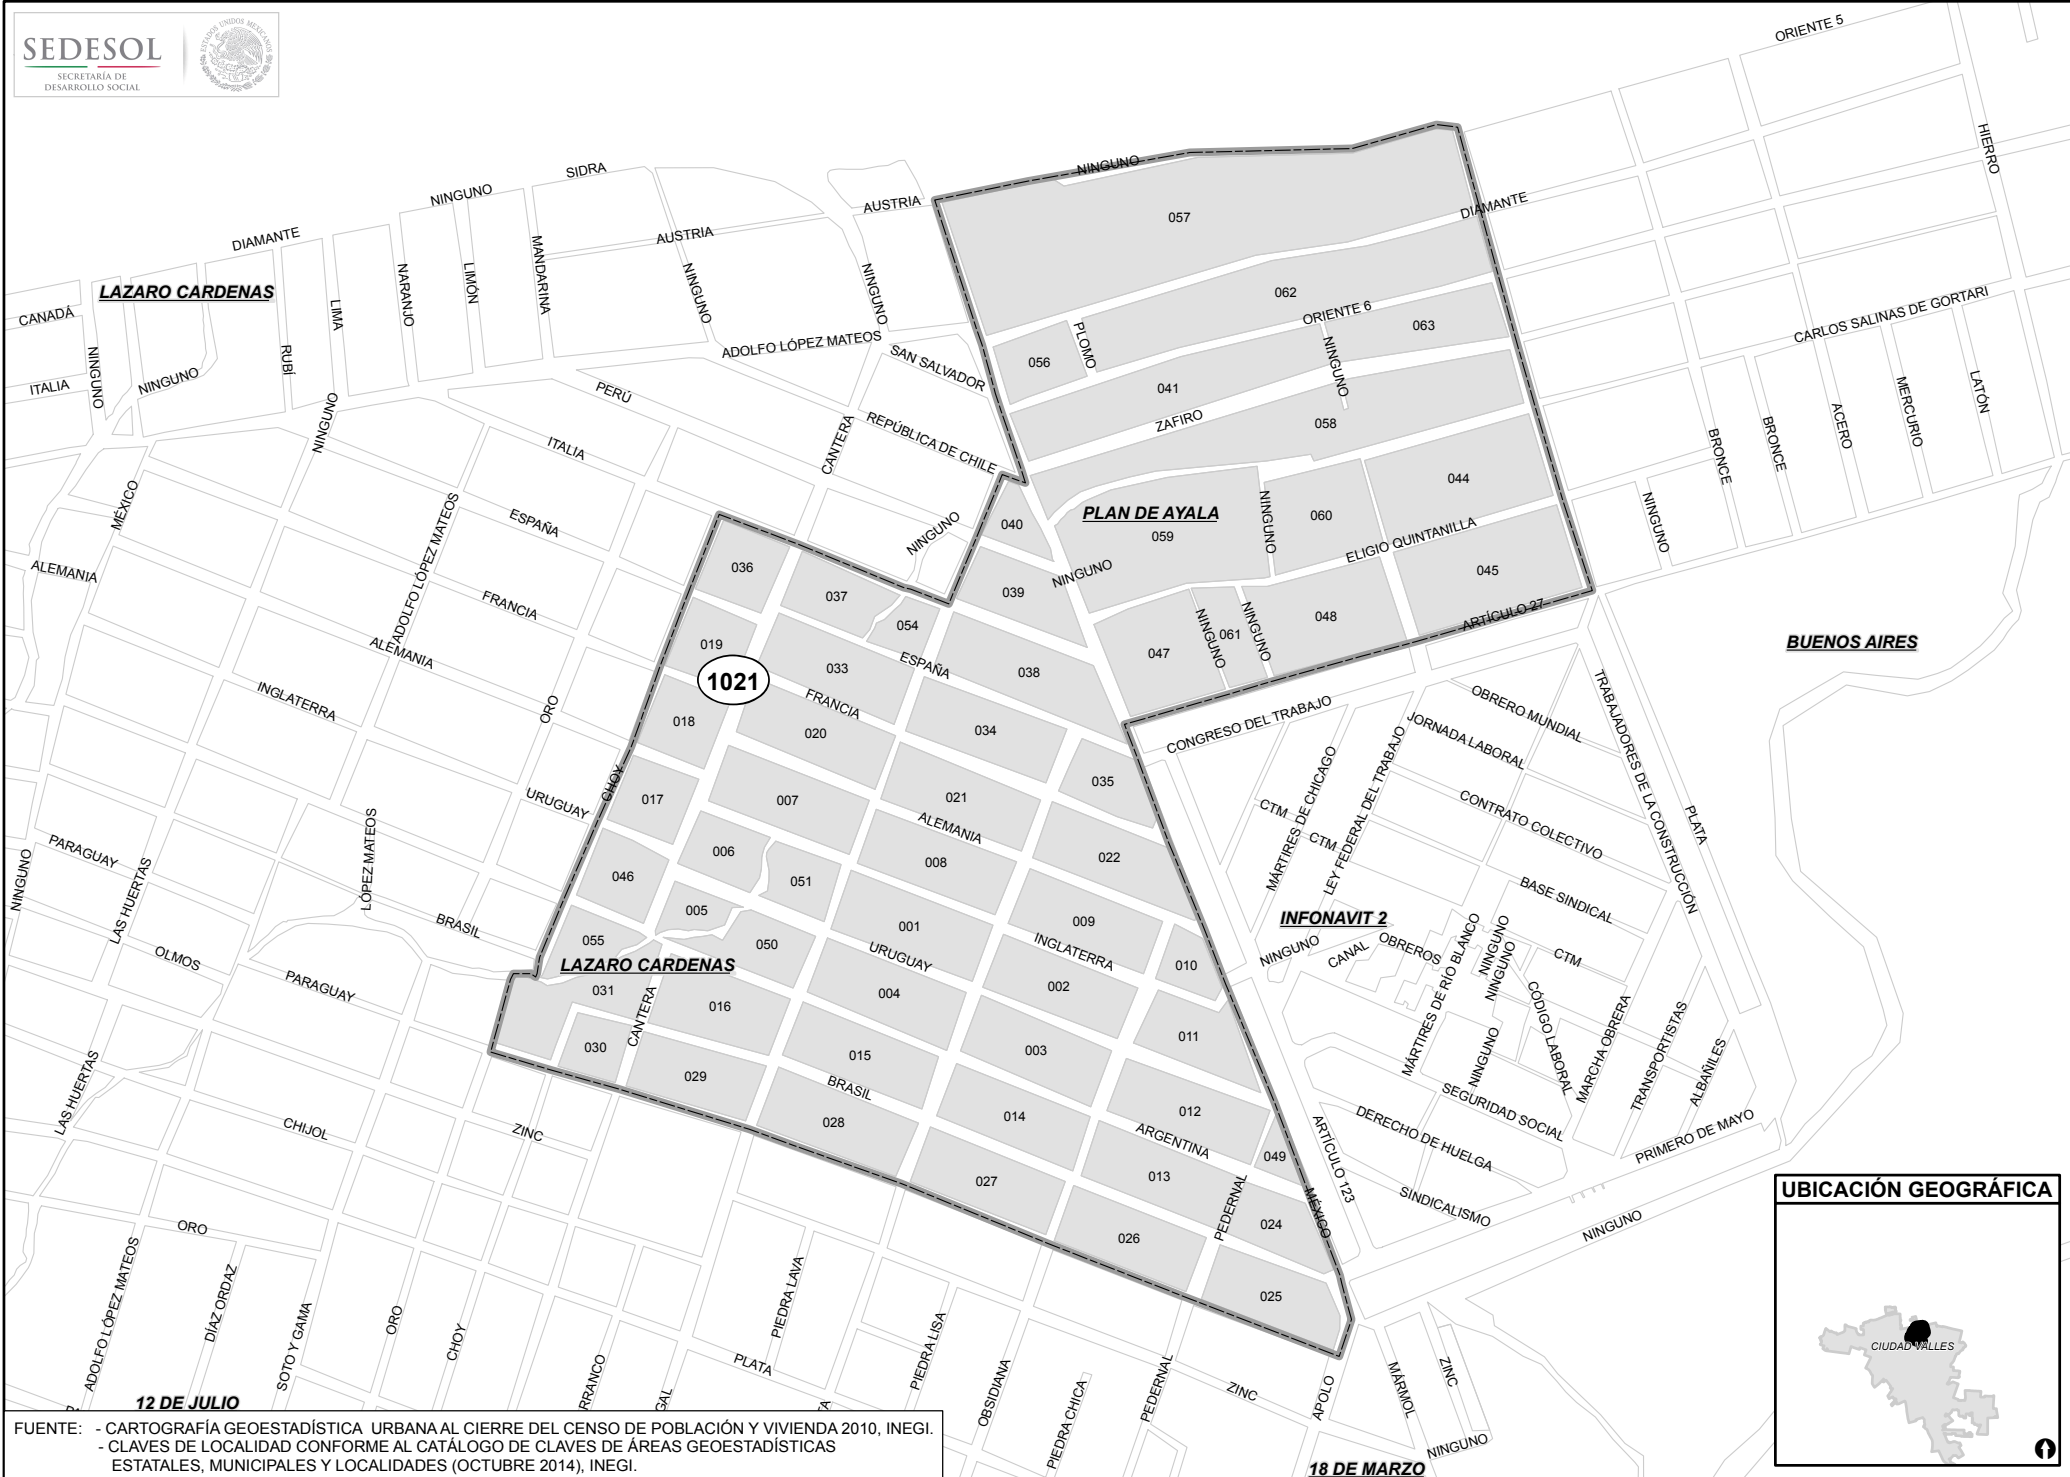 SEDESOL
SECRETARÍA DE
DESARROLLO SOCIAL
ESTADOS UNIDOS MEXICANOS
ORIENTE 5
HIERRO
NINGUNO
SIDRA
NINGUNO
AUSTRIA
DIAMANTE
AUSTRIA
DIAMANTE
057
LAZARO CARDENAS
CANADÁ
NINGUNO
ITALIA
NINGUNO
RUBÍ
LIMA
NARANJO
LIMÓN
MANDARINA
NINGUNO
NINGUNO
ADOLFO LÓPEZ MATEOS
SAN SALVADOR
062
ORIENTE 6
063
PLOMO
056
NINGUNO
041
ZAFIRO
058
CARLOS SALINAS DE GORTARI
MERCURIO
LATÓN
ACERO
BRONCE
BRONCE
NINGUNO
PERÚ
NINGUNO
ITALIA
CANTERA
REPÚBLICA DE CHILE
MÉXICO
ADOLFO LÓPEZ MATEOS
ESPAÑA
NINGUNO
040
PLAN DE AYALA
059
NINGUNO
060
044
ELIGIO QUINTANILLA
045
ALEMANIA
FRANCIA
ALEMANIA
036
037
054
039
NINGUNO
047
NINGUNO
061
NINGUNO
048
ARTÍCULO 27
BUENOS AIRES
019
1021
033
ESPAÑA
038
INGLATERRA
ORO
018
FRANCIA
020
034
CONGRESO DEL TRABAJO
OBRERO MUNDIAL
JORNADA LABORAL
TRABAJADORES DE LA CONSTRUCCIÓN
PLATA
CHOY
URUGUAY
017
007
021
035
ALEMANIA
MÁRTIRES DE CHICAGO
LEY FEDERAL DEL TRABAJO
CTM
CTM
CONTRATO COLECTIVO
BASE SINDICAL
PARAGUAY
NINGUNO
LAS HUERTAS
LÓPEZ MATEOS
BRASIL
046
006
051
008
022
005
001
009
INFONAVIT 2
OLMOS
055
LAZARO CARDENAS
050
URUGUAY
INGLATERRA
010
NINGUNO
CANAL
OBREROS
MÁRTIRES DE RÍO BLANCO
NINGUNO
NINGUNO
CTM
CÓDIGO LABORAL
PARAGUAY
031
CANTERA
016
004
002
011
030
029
015
003
NINGUNO
MARCHA OBRERA
TRANSPORTISTAS
ALBAÑILES
LAS HUERTAS
CHIJOL
ZINC
BRASIL
028
014
012
ARGENTINA
049
SEGURIDAD SOCIAL
DERECHO DE HUELGA
ARTÍCULO 123
PRIMERO DE MAYO
SINDICALISMO
027
013
PEDERNAL
024
MÉXICO
NINGUNO
026
025
ORO
ADOLFO LÓPEZ MATEOS
DÍAZ ORDAZ
SOTO Y GAMA
ORO
CHOY
PIEDRA LAVA
PIEDRA LISA
PLATA
OBSIDIANA
PIEDRA CHICA
PEDERNAL
ZINC
APOLO
MÁRMOL
ZINC
NINGUNO
12 DE JULIO
18 DE MARZO
RRANCO
GAL
TA
UBICACIÓN GEOGRÁFICA
CIUDAD VALLES
FUENTE: - CARTOGRAFÍA GEOESTADÍSTICA URBANA AL CIERRE DEL CENSO DE POBLACIÓN Y VIVIENDA 2010, INEGI.
- CLAVES DE LOCALIDAD CONFORME AL CATÁLOGO DE CLAVES DE ÁREAS GEOESTADÍSTICAS
ESTATALES, MUNICIPALES Y LOCALIDADES (OCTUBRE 2014), INEGI.